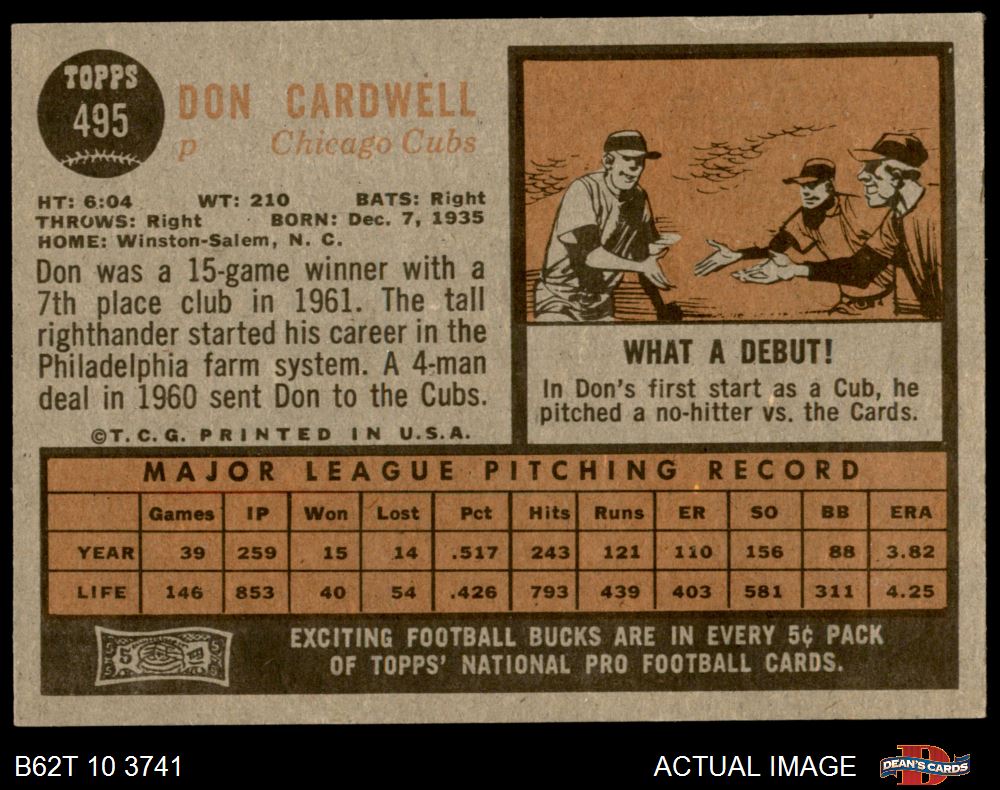 TOPPS
495
DON CARDWELL
p Chicago Cubs
HT: 6:04 WT: 210 BATS: Right
THROWS: Right BORN: Dec. 7, 1935
HOME: Winston-Salem, N. C.
Don was a 15-game winner with a
7th place club in 1961. The tall
righthander started his career in the
Philadelphia farm system. A 4-man
deal in 1960 sent Don to the Cubs.
©T. C. G. PRINTED IN U.S.A.
WHAT A DEBUT!
In Don's first start as a Cub, he
pitched a no-hitter vs. the Cards.
MAJOR LEAGUE PITCHING RECORD
Games IP Won Lost Pct Hits Runs ER SO BB ERA
YEAR 39 259 15 14 .517 243 121 110 156 88 3.82
LIFE 146 853 40 54 .426 793 439 403 581 311 4.25
5
EXCITING FOOTBALL BUCKS ARE IN EVERY 5¢ PACK
OF TOPPS' NATIONAL PRO FOOTBALL CARDS.
B62T 10 3741
ACTUAL IMAGE
D
DEAN'S CARDS